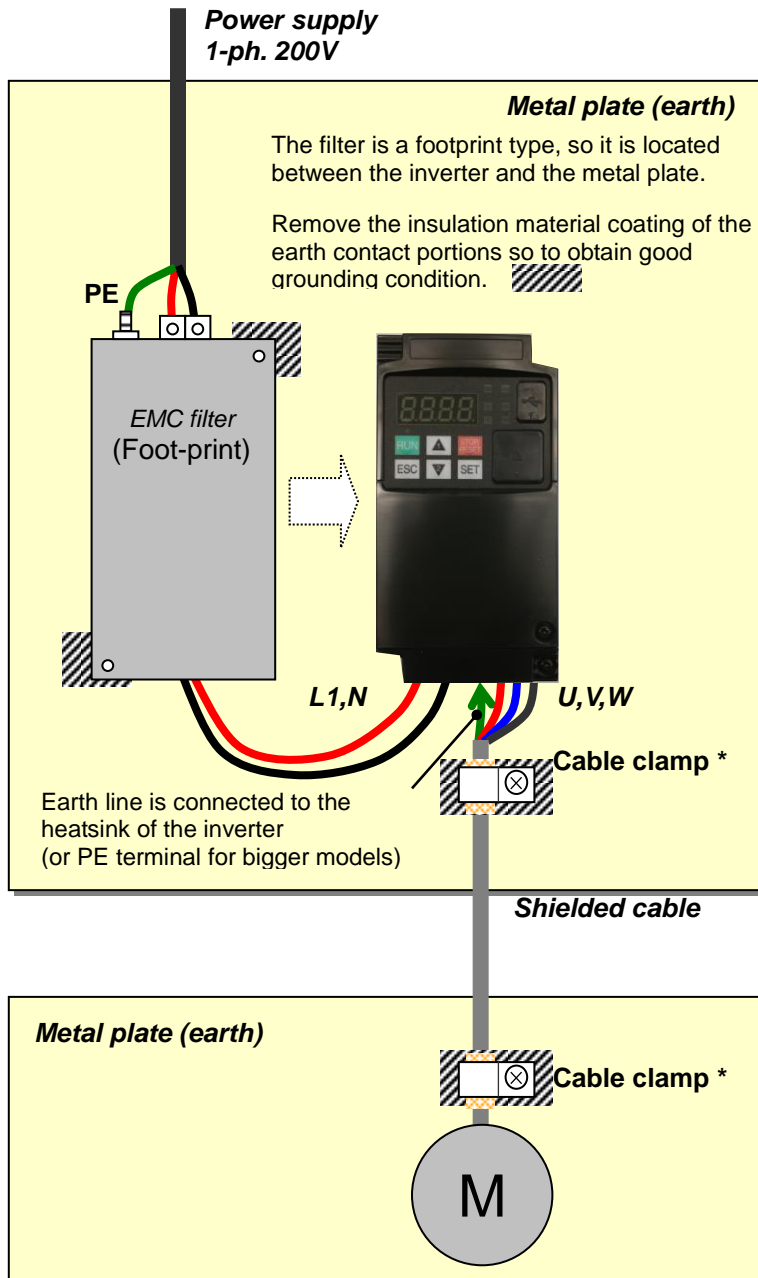 Power supply
1-ph. 200V
Metal plate (earth)
The filter is a footprint type, so it is located
between the inverter and the metal plate.
Remove the insulation material coating of the
earth contact portions so to obtain good
grounding condition.
PE
EMC filter
(Foot-print)
8888
RUN
STOP
RESET
ESC
SET
L1,N
U,V,W
Cable clamp *
Earth line is connected to the
heatsink of the inverter
(or PE terminal for bigger models)
Shielded cable
Metal plate (earth)
Cable clamp *
M